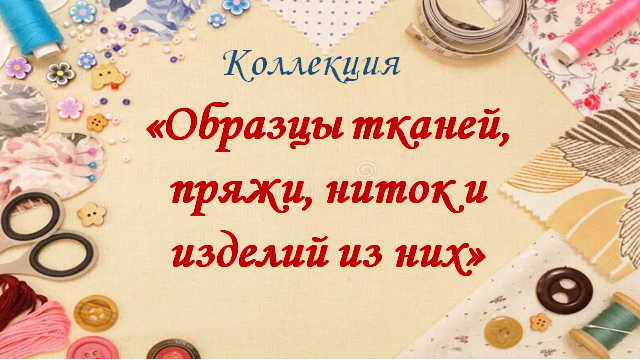 Коллекция
«Образцы тканей,
пряжи, ниток и
изделий из них»